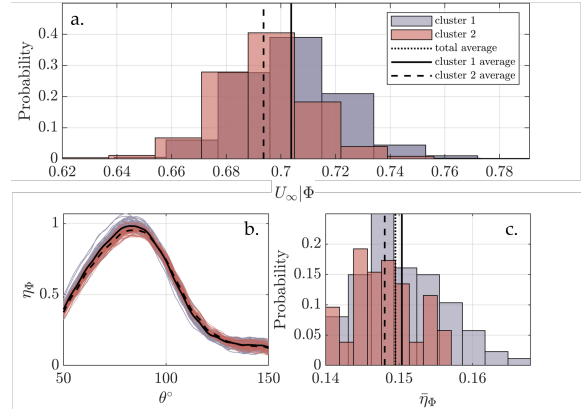 a.
cluster 1
cluster 2
total average
cluster 1 average
cluster 2 average
Probability
0.5
0.4
0.3
0.2
0.1
0
0.62 0.64 0.66 0.68 0.7 0.72 0.74 0.76 0.78
U∞|Φ
b.
ηΦ
1
0.5
0
50 100 150
θ°
c.
Probability
0.2
0.15
0.1
0.05
0
0.14 0.15 0.16
η̄Φ